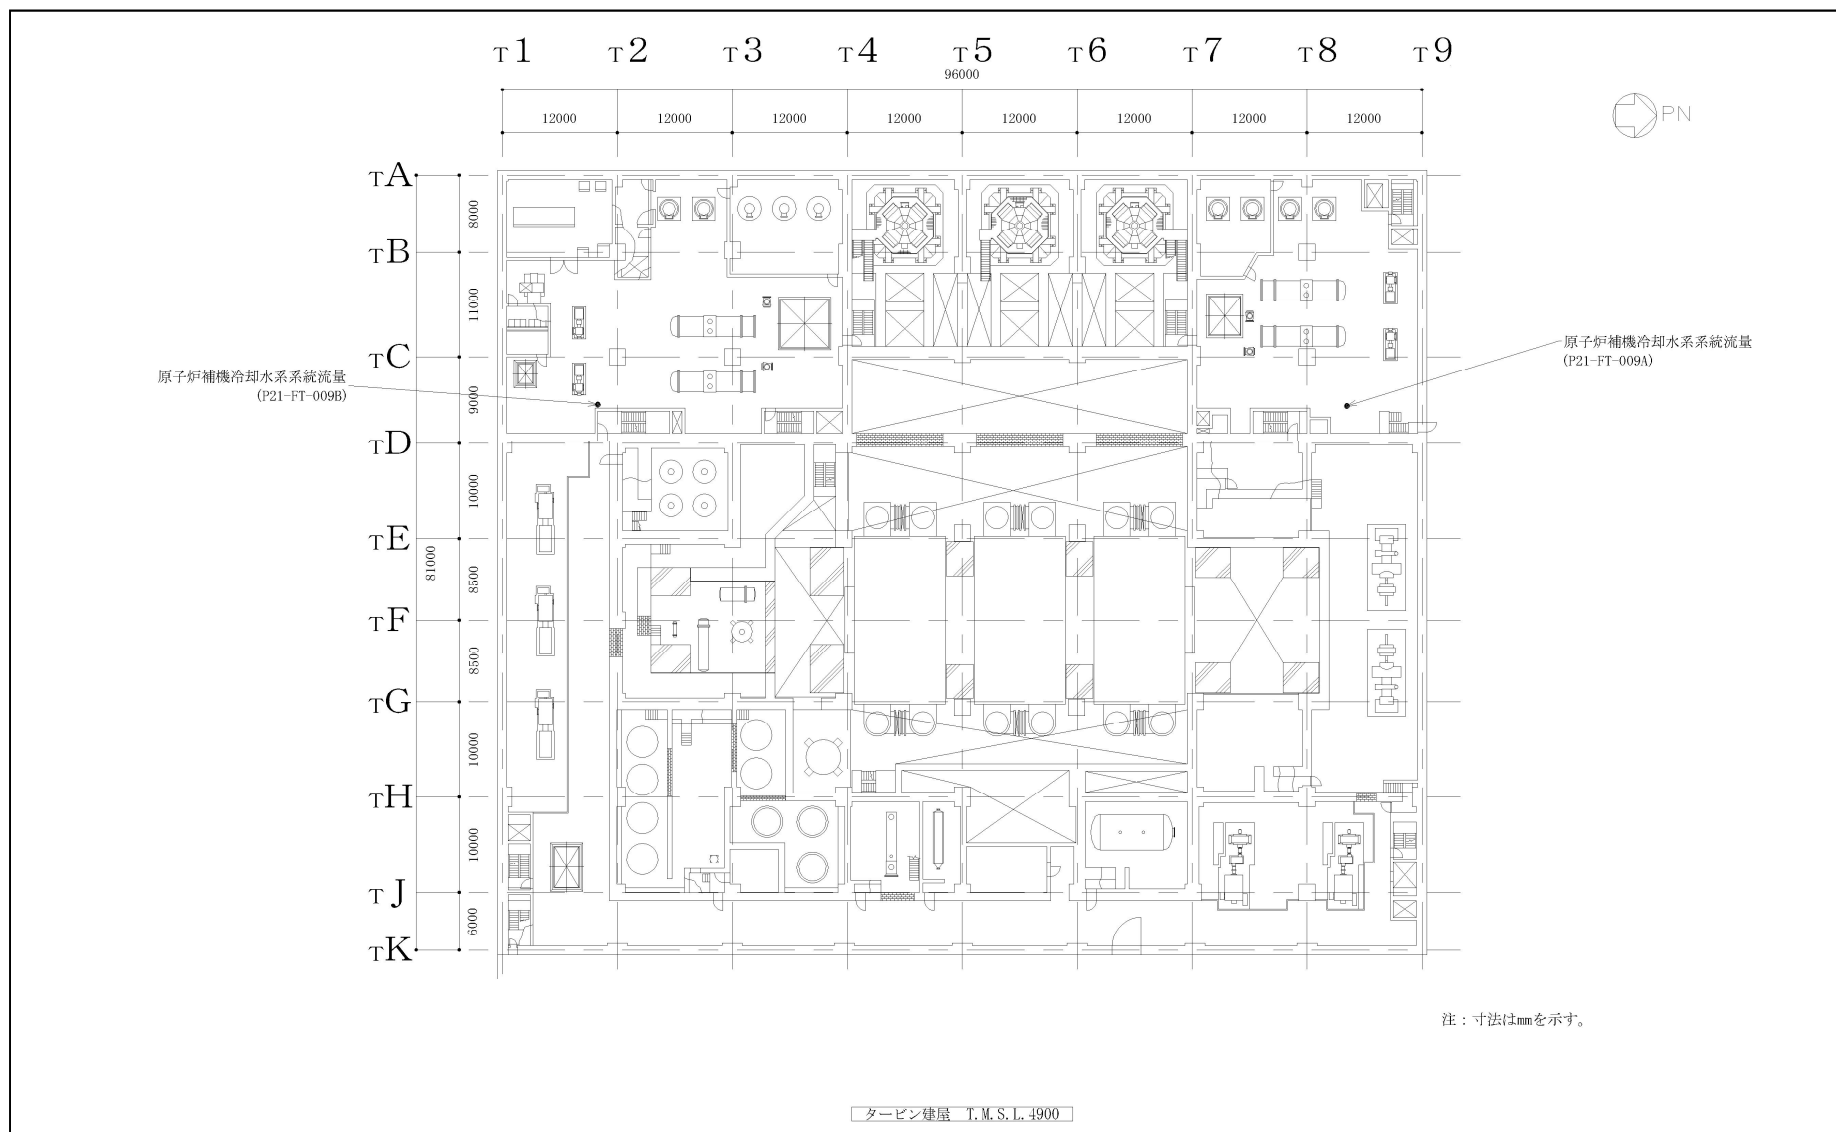 T1 T2 T3 T4 T5 T6 T7 T8 T9
96000
12000 12000 12000 12000 12000 12000 12000 12000
PN
TA
8000
TB
11000
TC
原子炉補機冷却水系系統流量
(P21-FT-009A)
原子炉補機冷却水系系統流量
(P21-FT-009B)
9000
TD
10000
TE
81000
8500
TF
8500
TG
10000
TH
10000
TJ
6000
TK
注：寸法はmmを示す。
タービン建屋 T.M.S.L.4900